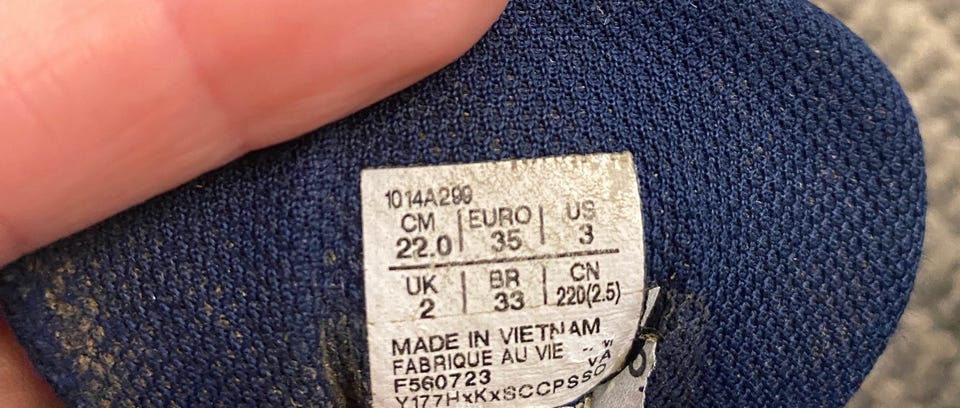 1014A299
CM | EURO | US
22.0 | 35 | 3
UK | BR | CN
2 | 33 | 220(2.5)
MADE IN VIETNAM
FABRIQUE AU VIE
F560723
Y177HxKxSCCPSSO